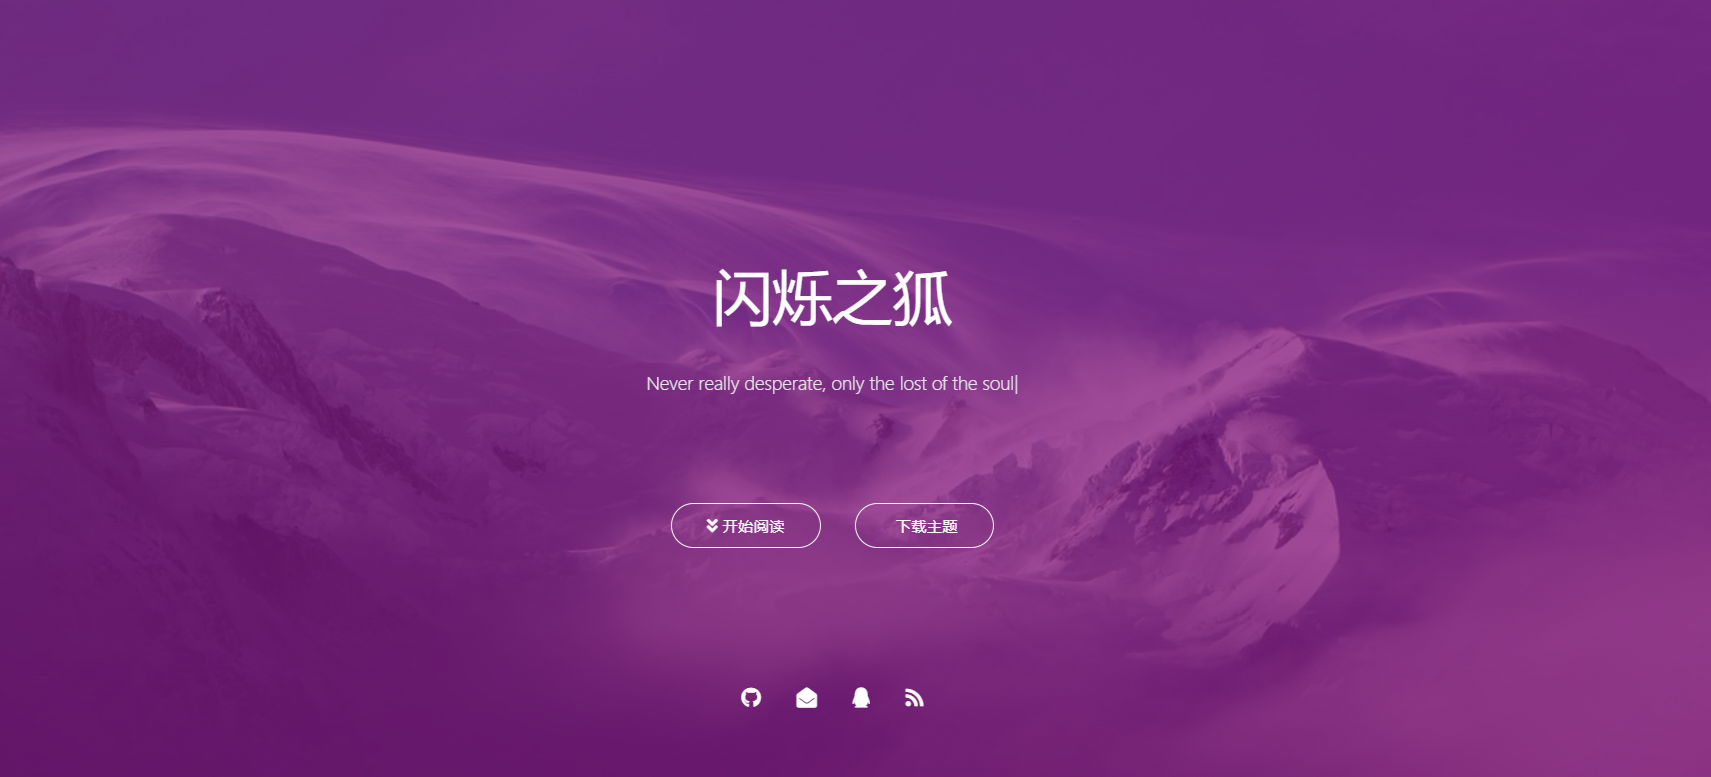 闪烁之狐
Never really desperate, only the lost of the soul|
开始阅读
下载主题